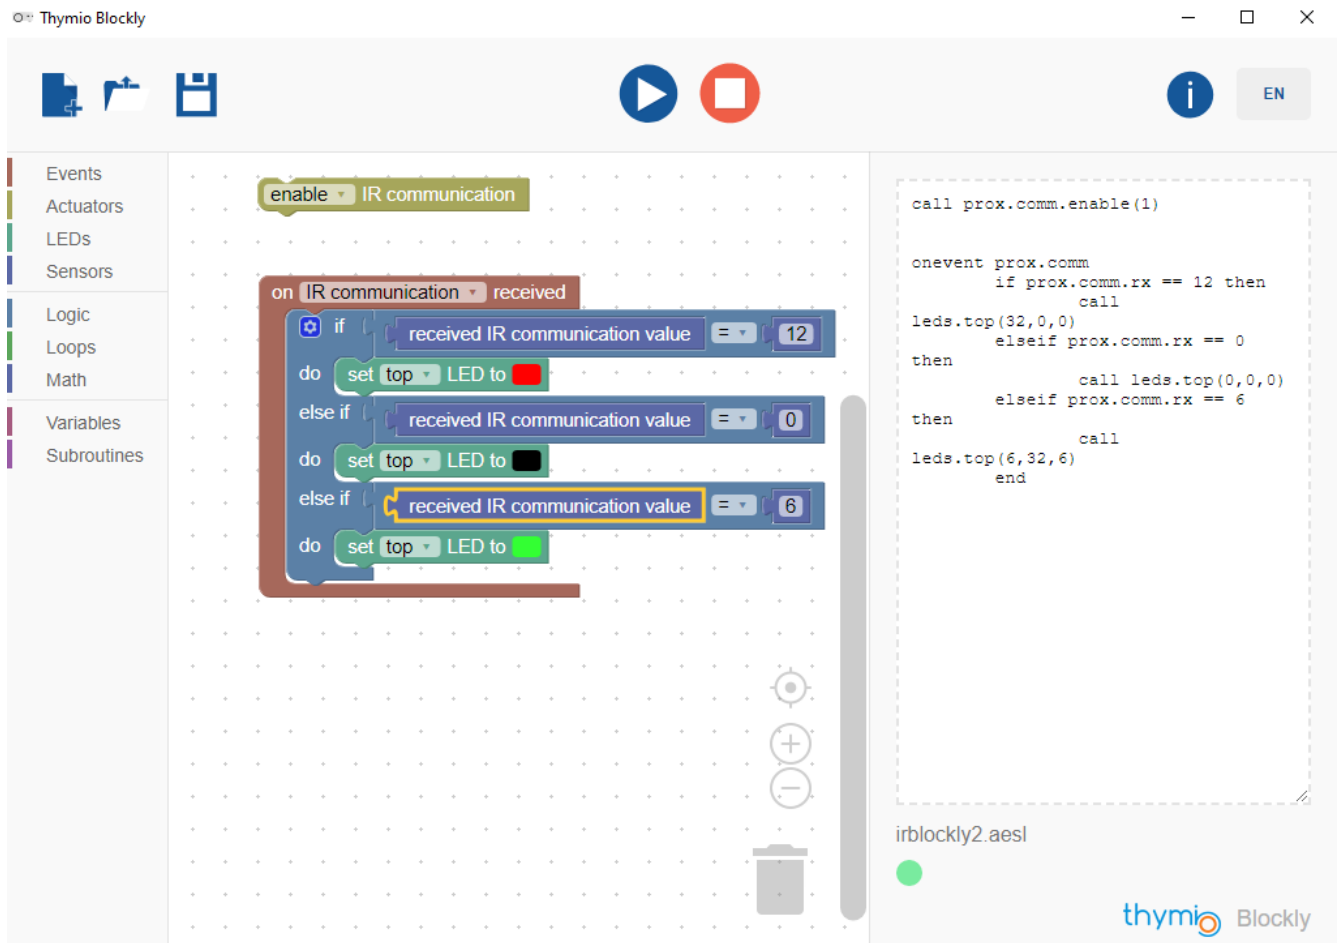 Thymio Blockly
EN
Events
Actuators
LEDs
Sensors
Logic
Loops
Math
Variables
Subroutines
enable IR communication
on IR communication received
if received IR communication value = 12
do set top LED to
else if received IR communication value = 0
do set top LED to
else if received IR communication value = 6
do set top LED to
call prox.comm.enable(1)
onevent prox.comm
if prox.comm.rx == 12 then
call
leds.top(32,0,0)
elseif prox.comm.rx == 0
then
call leds.top(0,0,0)
elseif prox.comm.rx == 6
then
call
leds.top(6,32,6)
end
irblockly2.aesl
thymio Blockly